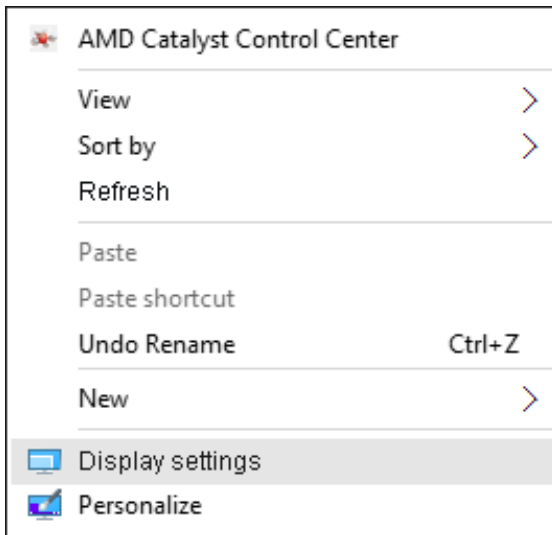 AMD Catalyst Control Center
View
Sort by
Refresh
Paste
Paste shortcut
Undo Rename Ctrl+Z
New
Display settings
Personalize